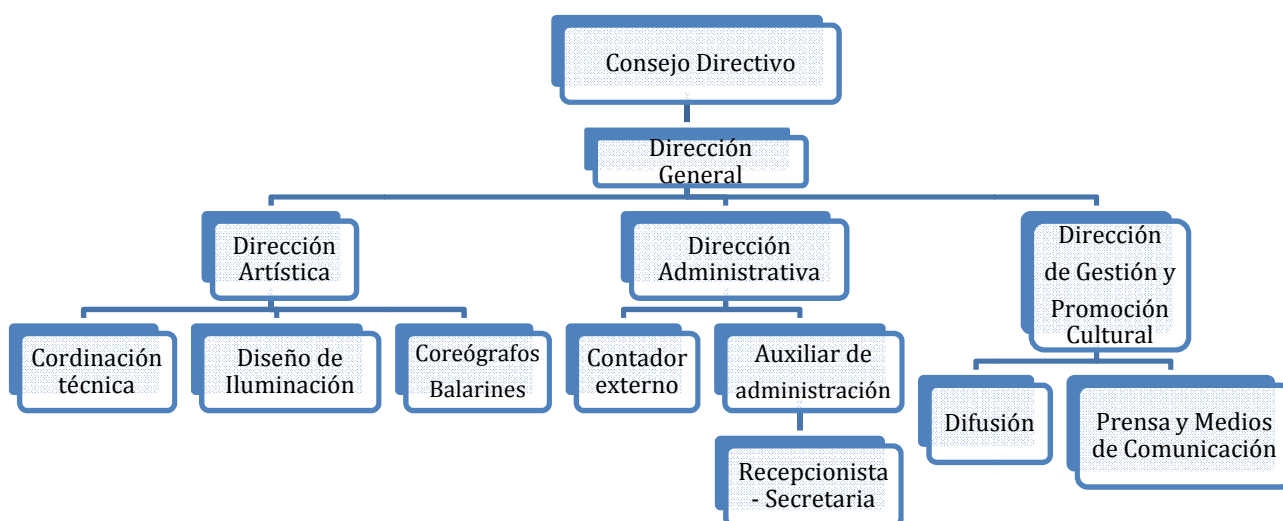 Consejo Directivo
Dirección
General
Dirección
Artística
Dirección
Administrativa
Dirección
de Gestión y
Promoción
Cultural
Cordinación
técnica
Diseño de
Iluminación
Coreógrafos
Balarines
Contador
externo
Auxiliar de
administración
Difusión
Prensa y Medios
de Comunicación
Recepcionista
- Secretaria